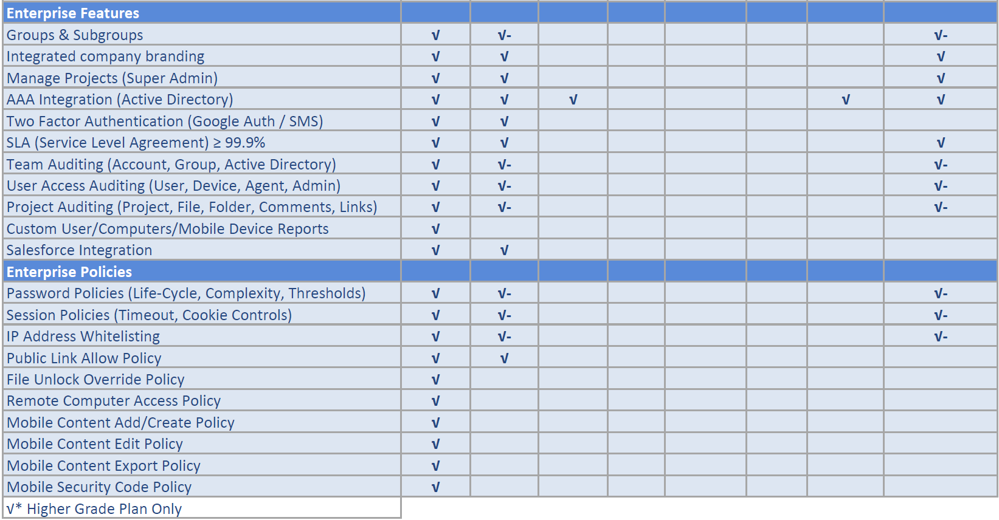 Enterprise Features
Groups & Subgroups √ √- √-
Integrated company branding √ √ √
Manage Projects (Super Admin) √ √ √
AAA Integration (Active Directory) √ √ √ √ √
Two Factor Authentication (Google Auth / SMS) √ √
SLA (Service Level Agreement) ≥ 99.9% √ √ √
Team Auditing (Account, Group, Active Directory) √ √- √-
User Access Auditing (User, Device, Agent, Admin) √ √- √-
Project Auditing (Project, File, Folder, Comments, Links) √ √- √-
Custom User/Computers/Mobile Device Reports √
Salesforce Integration √ √
Enterprise Policies
Password Policies (Life-Cycle, Complexity, Thresholds) √ √- √-
Session Policies (Timeout, Cookie Controls) √ √- √-
IP Address Whitelisting √ √- √-
Public Link Allow Policy √ √
File Unlock Override Policy √
Remote Computer Access Policy √
Mobile Content Add/Create Policy √
Mobile Content Edit Policy √
Mobile Content Export Policy √
Mobile Security Code Policy √
√* Higher Grade Plan Only